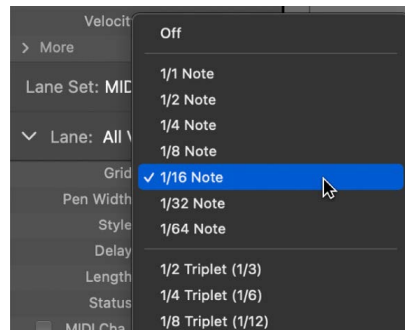 Velocit
More
Lane Set: MID
Lane: All V
Grid
Pen Width
Style
Delay
Length
Status
MIDI Cha
Off
1/1 Note
1/2 Note
1/4 Note
1/8 Note
✓ 1/16 Note
1/32 Note
1/64 Note
1/2 Triplet (1/3)
1/4 Triplet (1/6)
1/8 Triplet (1/12)